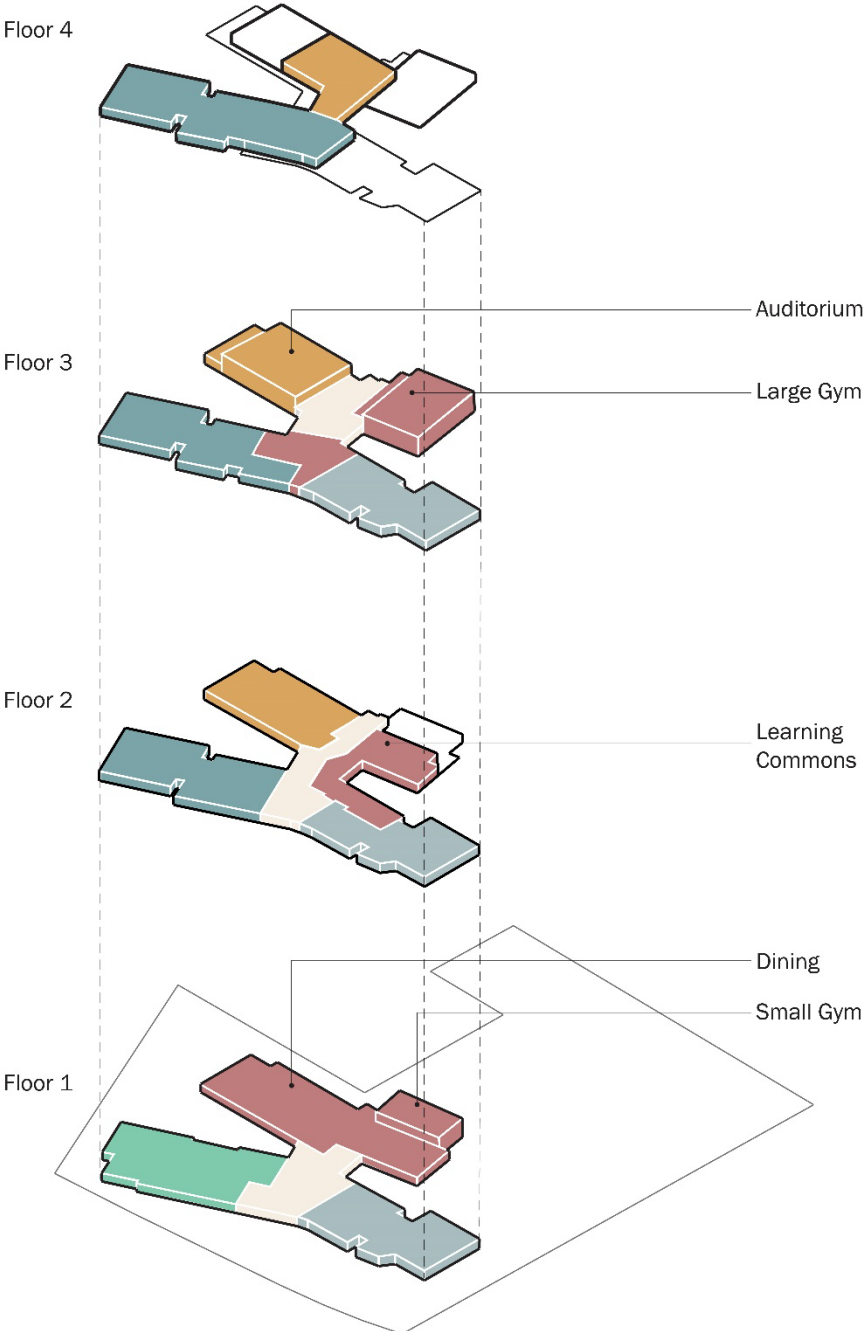 Floor 4
Auditorium
Floor 3
Large Gym
Floor 2
Learning
Commons
Dining
Small Gym
Floor 1